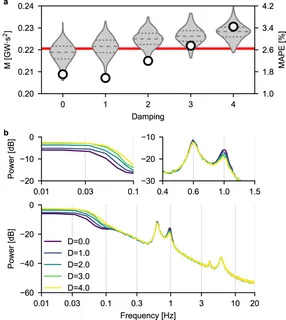 a
0.24
0.23
0.22
0.21
0.20
M [GW·s²]
4.2
3.4
2.6
1.8
1.0
MAPE [%]
0 1 2 3 4
Damping
b
0
−10
−20
Power [dB]
0.01 0.03 0.1
−10
−20
−30
0.4 0.6 1.0 1.5
0
−20
−40
−60
Power [dB]
D=0.0
D=1.0
D=2.0
D=3.0
D=4.0
0.01 0.03 0.1 0.3 1 3 10 20
Frequency [Hz]